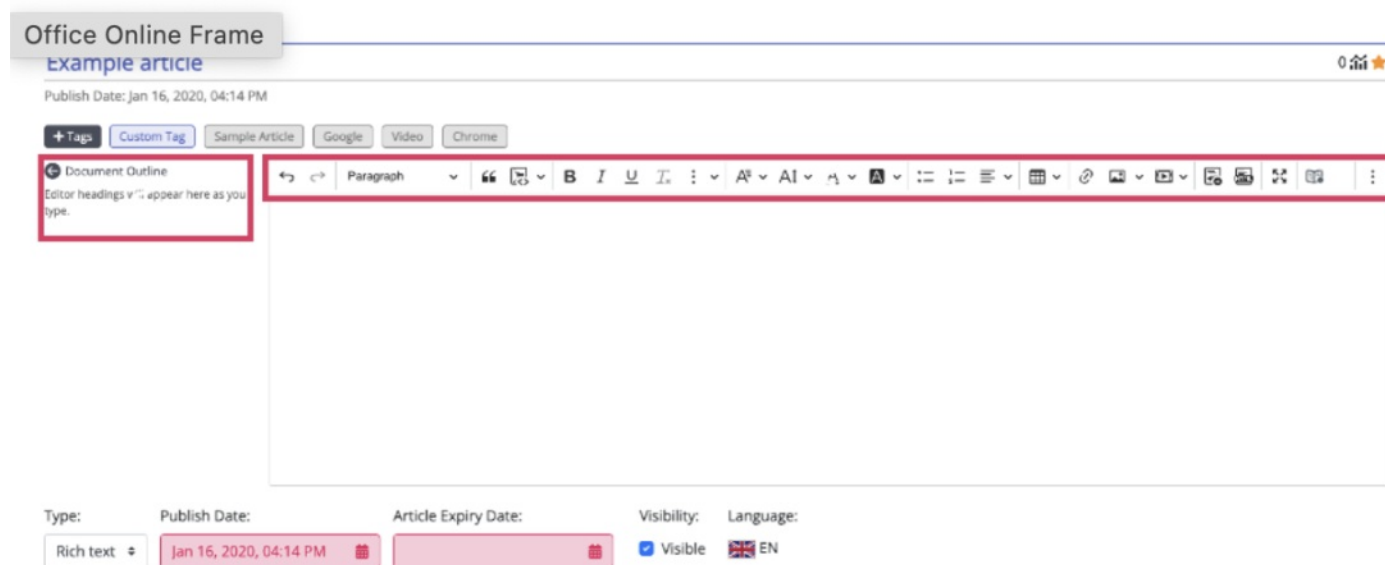 Office Online Frame
Example article
0
Publish Date: Jan 16, 2020, 04:14 PM
+Tags Custom Tag Sample Article Google Video Chrome
Document Outline
Editor headings appear here as you
type.
Paragraph B I U
Type: Publish Date: Article Expiry Date: Visibility: Language:
Rich text Jan 16, 2020, 04:14 PM Visible EN